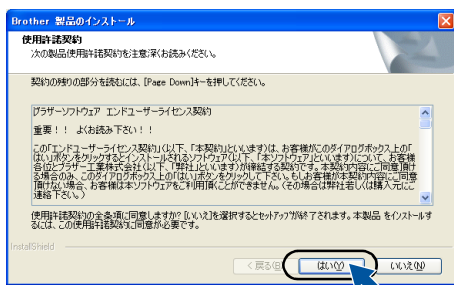 Brother 製品のインストール
使用許諾契約
次の製品使用許諾契約を注意深くお読みください。
契約の残りの部分を読むには、[Page Down]キーを押してください。
ブラザーソフトウェア エンドユーザーライセンス契約
重要!! よくお読み下さい!!
この「エンドユーザーライセンス契約」(以下、「本契約」といいます)は、お客様がこのダイアログボックス上の「
はい」ボタンをクリックするとインストールされるソフトウェア(以下、「本ソフトウェア」といいます)について、お客様
各位とブラザー工業株式会社(以下、「弊社」といいます)が締結する契約です。本契約内容にご同意頂け
る場合のみ、このダイアログボックス上の「はい」ボタンをクリックして下さい。もしお客様が本契約内容にご同意
頂けない場合、お客様は本ソフトウェアをご利用頂くことができません。(その場合は弊社若しくは購入元にご
連絡下さい。)
使用許諾契約の全条項に同意しますか? [いいえ]を選択するとセットアップが終了されます。本製品 をインストールす
るには、この使用許諾契約に同意が必要です。
InstallShield
< 戻る(B) はい(Y) いいえ(N)